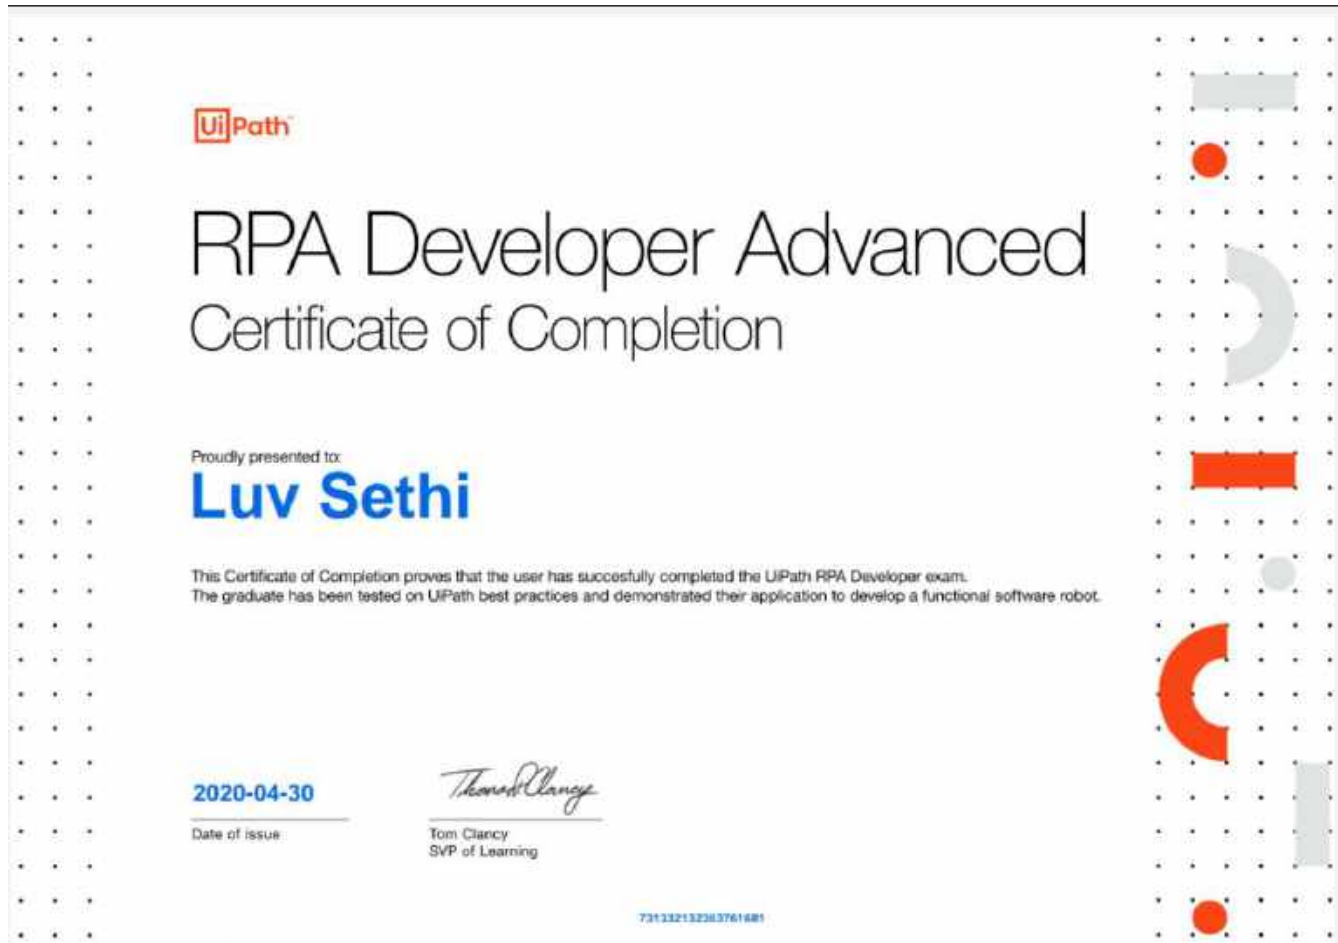 UiPath™
RPA Developer Advanced
Certificate of Completion
Proudly presented to:
Luv Sethi
This Certificate of Completion proves that the user has succesfully completed the UiPath RPA Developer exam.
The graduate has been tested on UiPath best practices and demonstrated their application to develop a functional software robot.
2020-04-30
Date of issue
Tom Clancy
SVP of Learning